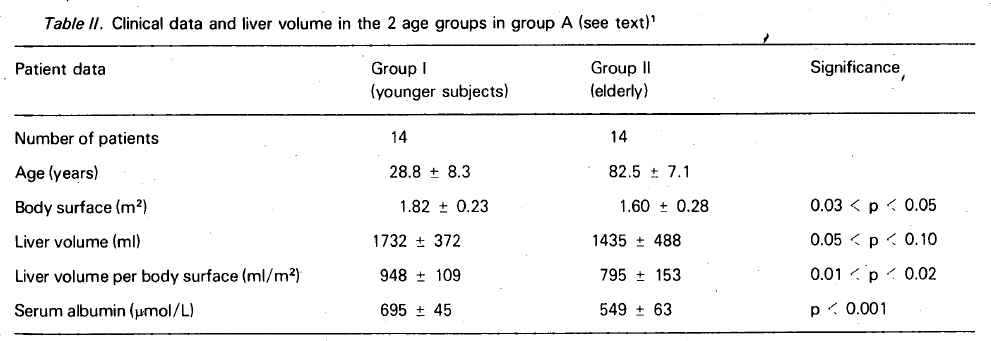 Table II. Clinical data and liver volume in the 2 age groups in group A (see text)¹
Patient data Group I Group II Significance
(younger subjects) (elderly)
Number of patients 14 14
Age (years) 28.8 ± 8.3 82.5 ± 7.1
Body surface (m²) 1.82 ± 0.23 1.60 ± 0.28 0.03 < p < 0.05
Liver volume (ml) 1732 ± 372 1435 ± 488 0.05 < p < 0.10
Liver volume per body surface (ml/m²) 948 ± 109 795 ± 153 0.01 < p < 0.02
Serum albumin (μmol/L) 695 ± 45 549 ± 63 p < 0.001